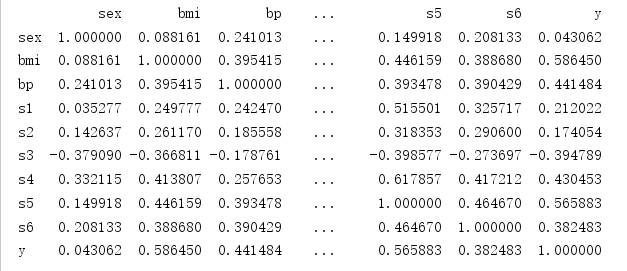 sex bmi bp ... s5 s6 y
sex 1.000000 0.088161 0.241013 ... 0.149918 0.208133 0.043062
bmi 0.088161 1.000000 0.395415 ... 0.446159 0.388680 0.586450
bp 0.241013 0.395415 1.000000 ... 0.393478 0.390429 0.441484
s1 0.035277 0.249777 0.242470 ... 0.515501 0.325717 0.212022
s2 0.142637 0.261170 0.185558 ... 0.318353 0.290600 0.174054
s3 -0.379090 -0.366811 -0.178761 ... -0.398577 -0.273697 -0.394789
s4 0.332115 0.413807 0.257653 ... 0.617857 0.417212 0.430453
s5 0.149918 0.446159 0.393478 ... 1.000000 0.464670 0.565883
s6 0.208133 0.388680 0.390429 ... 0.464670 1.000000 0.382483
y 0.043062 0.586450 0.441484 ... 0.565883 0.382483 1.000000